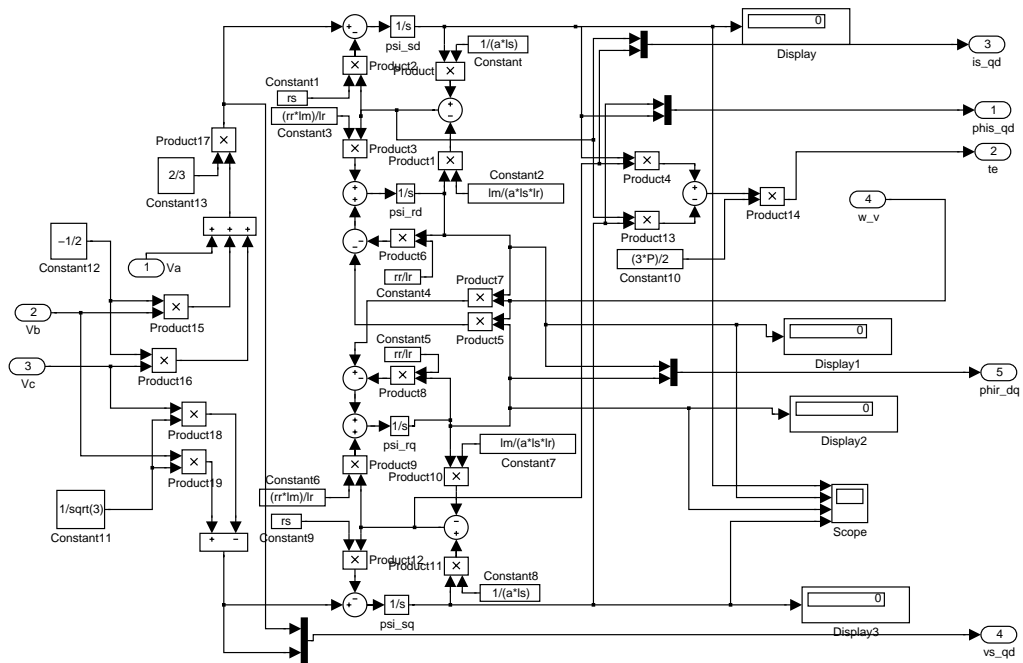 0
Display
psi_sd
1/s
1/(a*ls)
Constant
Product
Product2
3
is_qd
Constant1
rs
(rr*lm)/lr
Constant3
Product3
Product1
1
phis_qd
Product17
2/3
Constant13
Constant2
lm/(a*ls*lr)
1/s
psi_rd
Product4
Product13
Product14
2
te
4
w_v
(3*P)/2
Constant10
−1/2
Constant12
1
Va
Product6
rr/lr
Constant4
Product7
Product5
2
Vb
Product15
3
Vc
Product16
Constant5
rr/lr
Product8
0
Display1
5
phir_dq
0
Display2
Product18
Product19
1/s
psi_rq
Product9
lm/(a*ls*lr)
Constant7
Product10
Constant6
(rr*lm)/lr
1/sqrt(3)
Constant11
rs
Constant9
Scope
Product12
Product11
Constant8
1/(a*ls)
1/s
psi_sq
0
Display3
4
vs_qd